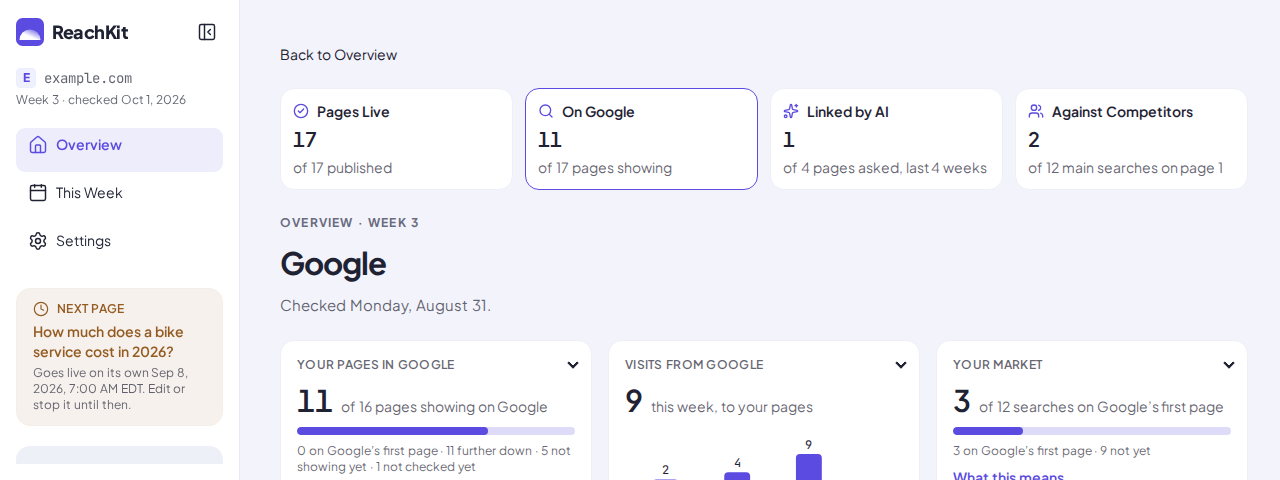 ReachKit
E example.com
Week 3 · checked Oct 1, 2026
Overview
This Week
Settings
NEXT PAGE
How much does a bike
service cost in 2026?
Goes live on its own Sep 8,
2026, 7:00 AM EDT. Edit or
stop it until then.
Back to Overview
Pages Live
17
of 17 published
On Google
11
of 17 pages showing
Linked by AI
1
of 4 pages asked, last 4 weeks
Against Competitors
2
of 12 main searches on page 1
OVERVIEW · WEEK 3
Google
Checked Monday, August 31.
YOUR PAGES IN GOOGLE
11 of 16 pages showing on Google
0 on Google's first page · 11 further down · 5 not
showing yet · 1 not checked yet
VISITS FROM GOOGLE
9 this week, to your pages
2 4 9
YOUR MARKET
3 of 12 searches on Google's first page
3 on Google's first page · 9 not yet
What this means